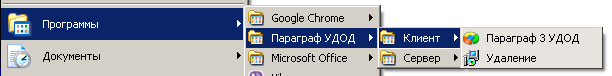 Программы
Документы
Google Chrome
Параграф УДОД
Microsoft Office
Клиент
Сервер
Параграф 3 УДОД
Удаление